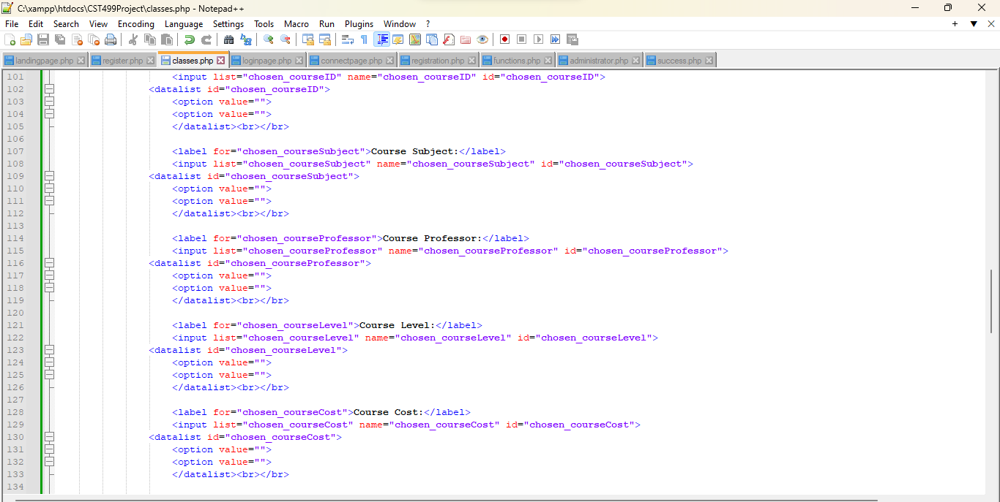 C:\xampp\htdocs\CST499Project\classes.php - Notepad++
File Edit Search View Encoding Language Settings Tools Macro Run Plugins Window ? + ▼ ✕
landingpage.php register.php classes.php loginpage.php connectpage.php registration.php functions.php administrator.php success.php
101 <input list="chosen_courseID" name="chosen_courseID" id="chosen_courseID">
102 <datalist id="chosen_courseID">
103 <option value="">
104 <option value="">
105 </datalist><br></br>
106
107 <label for="chosen_courseSubject">Course Subject:</label>
108 <input list="chosen_courseSubject" name="chosen_courseSubject" id="chosen_courseSubject">
109 <datalist id="chosen_courseSubject">
110 <option value="">
111 <option value="">
112 </datalist><br></br>
113
114 <label for="chosen_courseProfessor">Course Professor:</label>
115 <input list="chosen_courseProfessor" name="chosen_courseProfessor" id="chosen_courseProfessor">
116 <datalist id="chosen_courseProfessor">
117 <option value="">
118 <option value="">
119 </datalist><br></br>
120
121 <label for="chosen_courseLevel">Course Level:</label>
122 <input list="chosen_courseLevel" name="chosen_courseLevel" id="chosen_courseLevel">
123 <datalist id="chosen_courseLevel">
124 <option value="">
125 <option value="">
126 </datalist><br></br>
127
128 <label for="chosen_courseCost">Course Cost:</label>
129 <input list="chosen_courseCost" name="chosen_courseCost" id="chosen_courseCost">
130 <datalist id="chosen_courseCost">
131 <option value="">
132 <option value="">
133 </datalist><br></br>
134